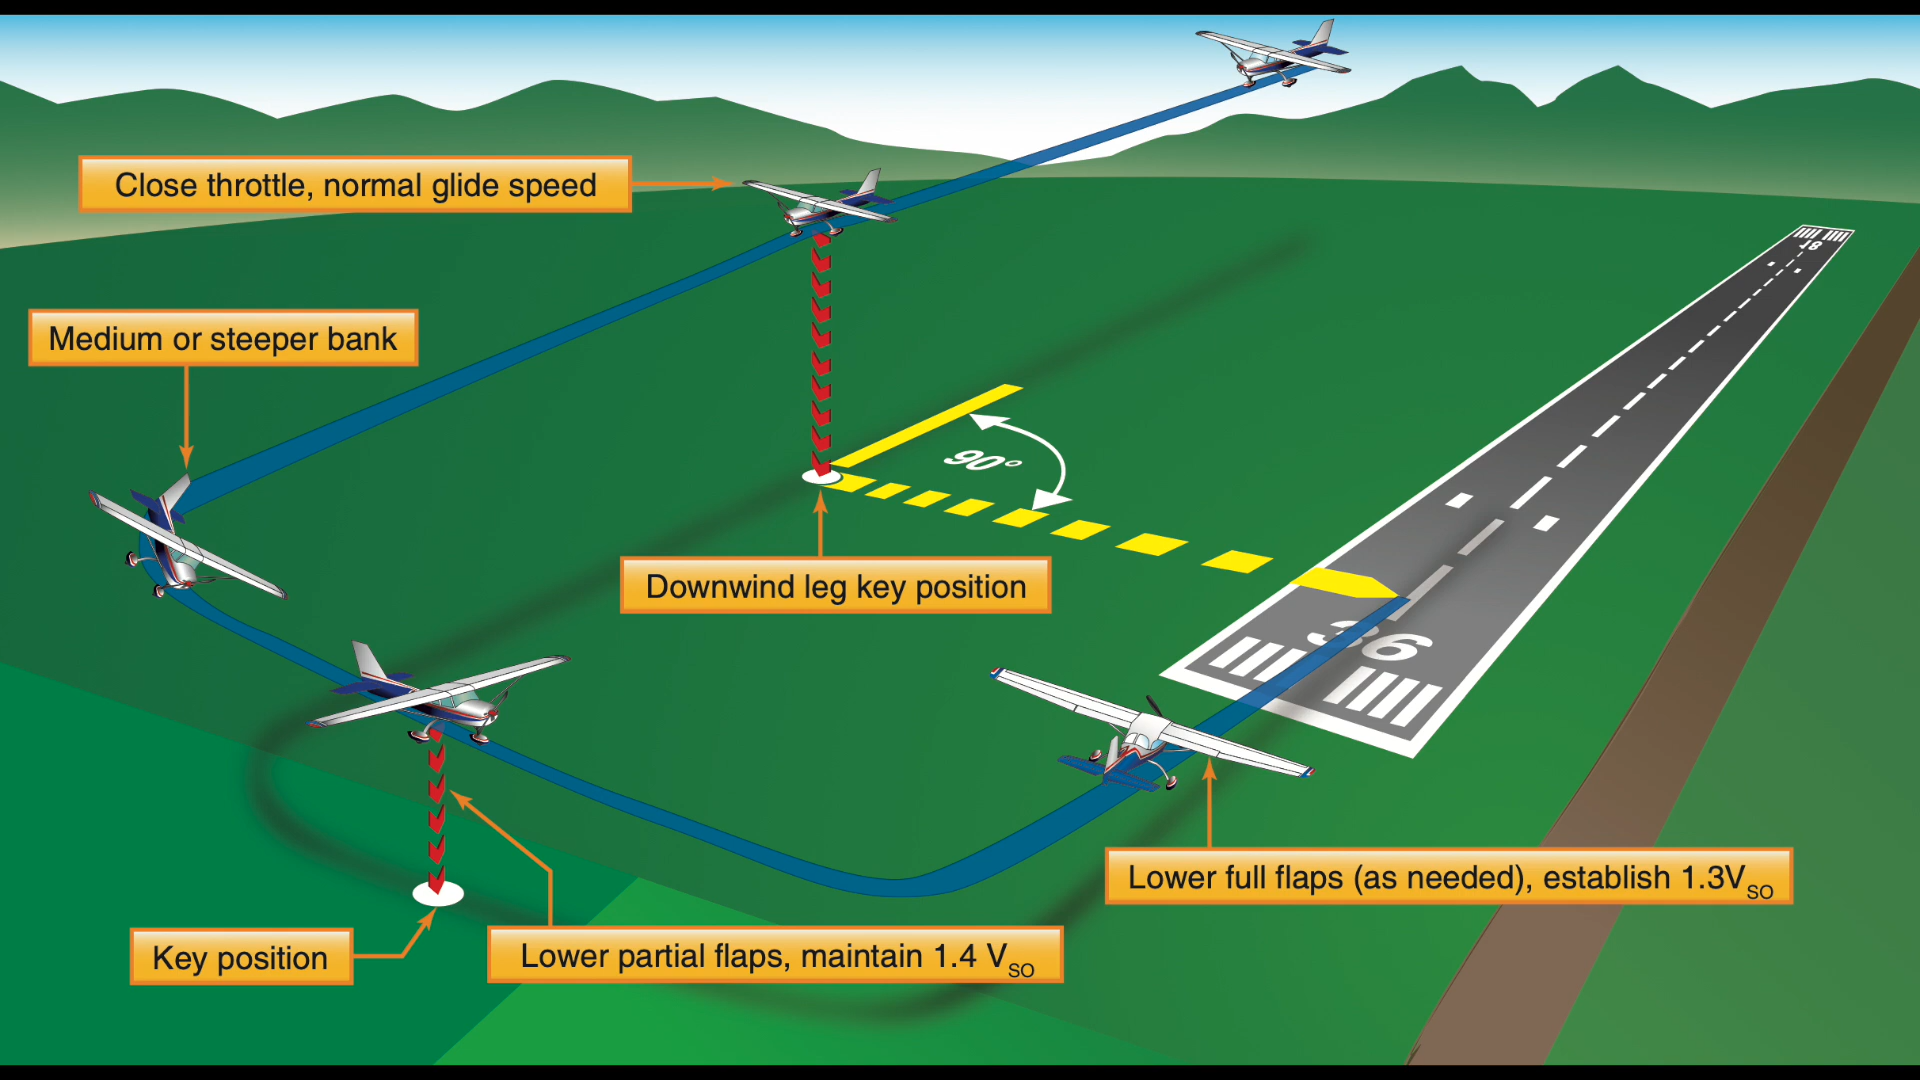 Close throttle, normal glide speed
18
Medium or steeper bank
90°
Downwind leg key position
36
Lower full flaps (as needed), establish 1.3VSO
Key position
Lower partial flaps, maintain 1.4 VSO